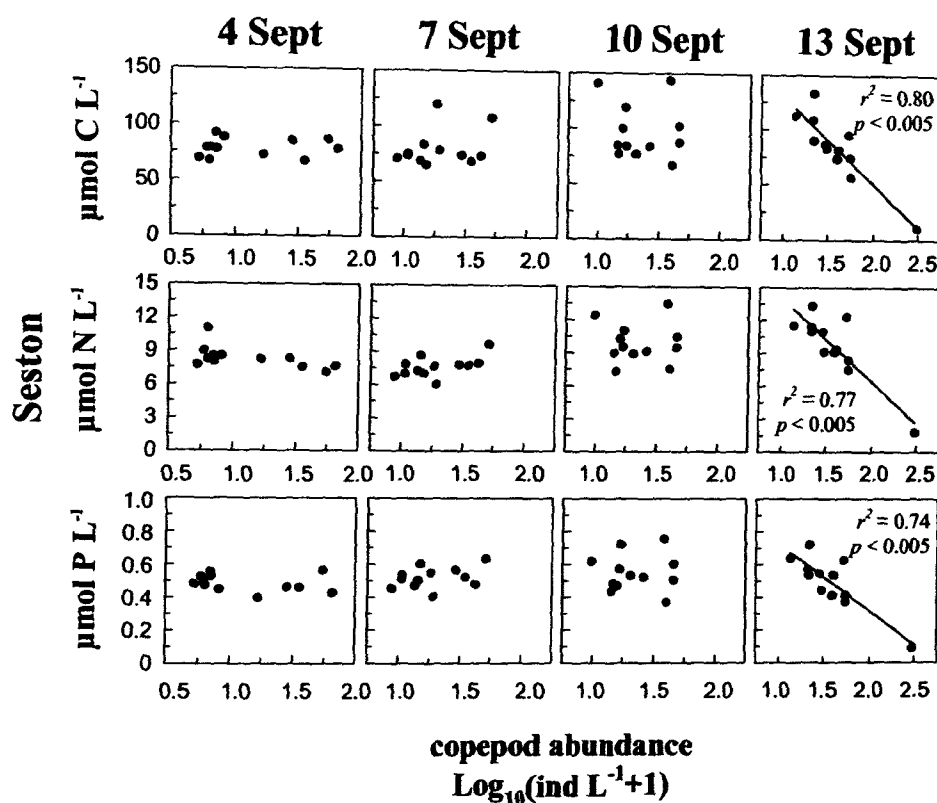 4 Sept 7 Sept 10 Sept 13 Sept
Seston
µmol C L⁻¹
150
100
50
0
r² = 0.80
p < 0.005
0.5 1.0 1.5 2.0 1.0 1.5 2.0 1.0 1.5 2.0 1.0 1.5 2.0 2.5
µmol N L⁻¹
15
12
9
6
3
0
r² = 0.77
p < 0.005
0.5 1.0 1.5 2.0 1.0 1.5 2.0 1.0 1.5 2.0 1.0 1.5 2.0 2.5
µmol P L⁻¹
1.0
0.8
0.6
0.4
0.2
0
r² = 0.74
p < 0.005
0.5 1.0 1.5 2.0 1.0 1.5 2.0 1.0 1.5 2.0 1.0 1.5 2.0 2.5
copepod abundance
Log₁₀(ind L⁻¹+1)